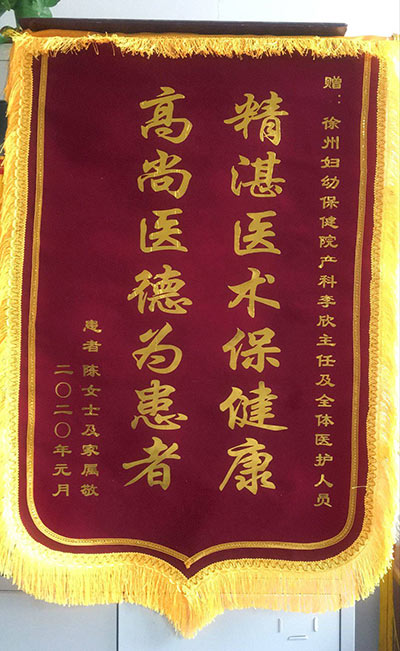 赠：徐州妇幼保健院产科李欣主任及全体医护人员
精湛医术保健康
高尚医德为患者
患者 陈女士及家属敬
二〇二〇年元月